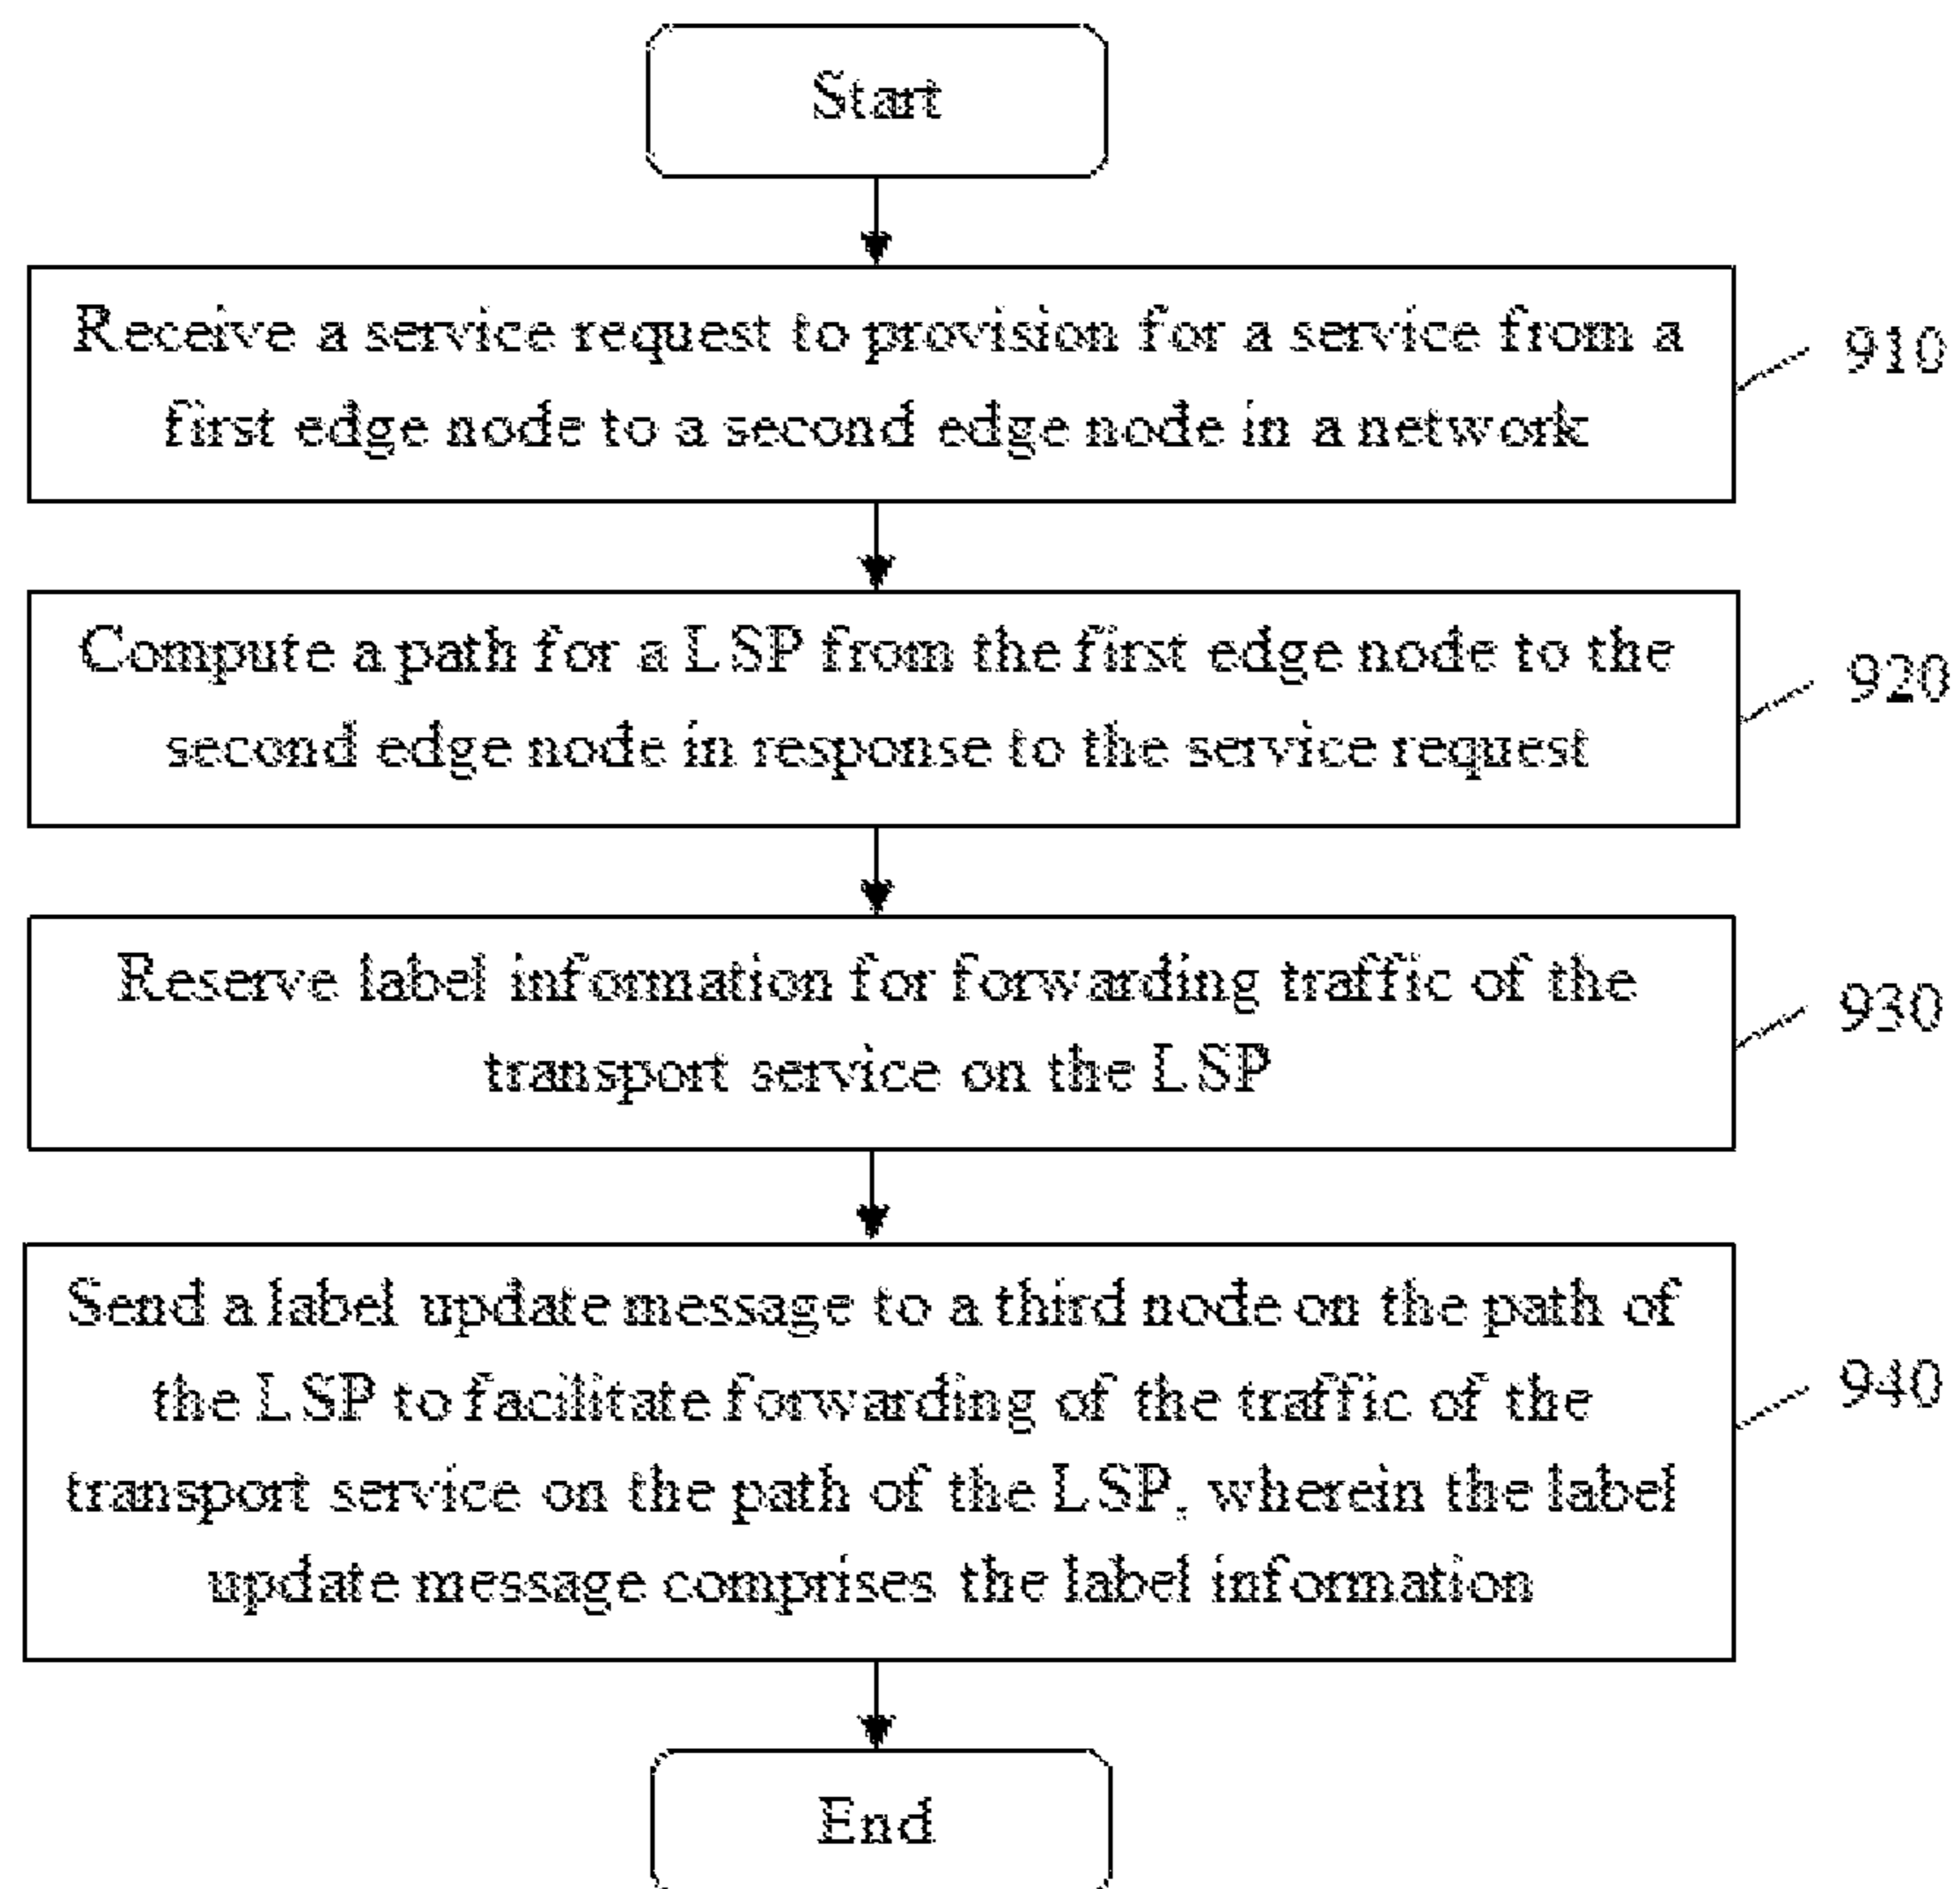 Start
Receive a service request to provision for a service from a
first edge node to a second edge node in a network
910
Compute a path for a LSP from the first edge node to the
second edge node in response to the service request
920
Reserve label information for forwarding traffic of the
transport service on the LSP
930
Send a label update message to a third node on the path of
the LSP to facilitate forwarding of the traffic of the
transport service on the path of the LSP, wherein the label
update message comprises the label information
940
End